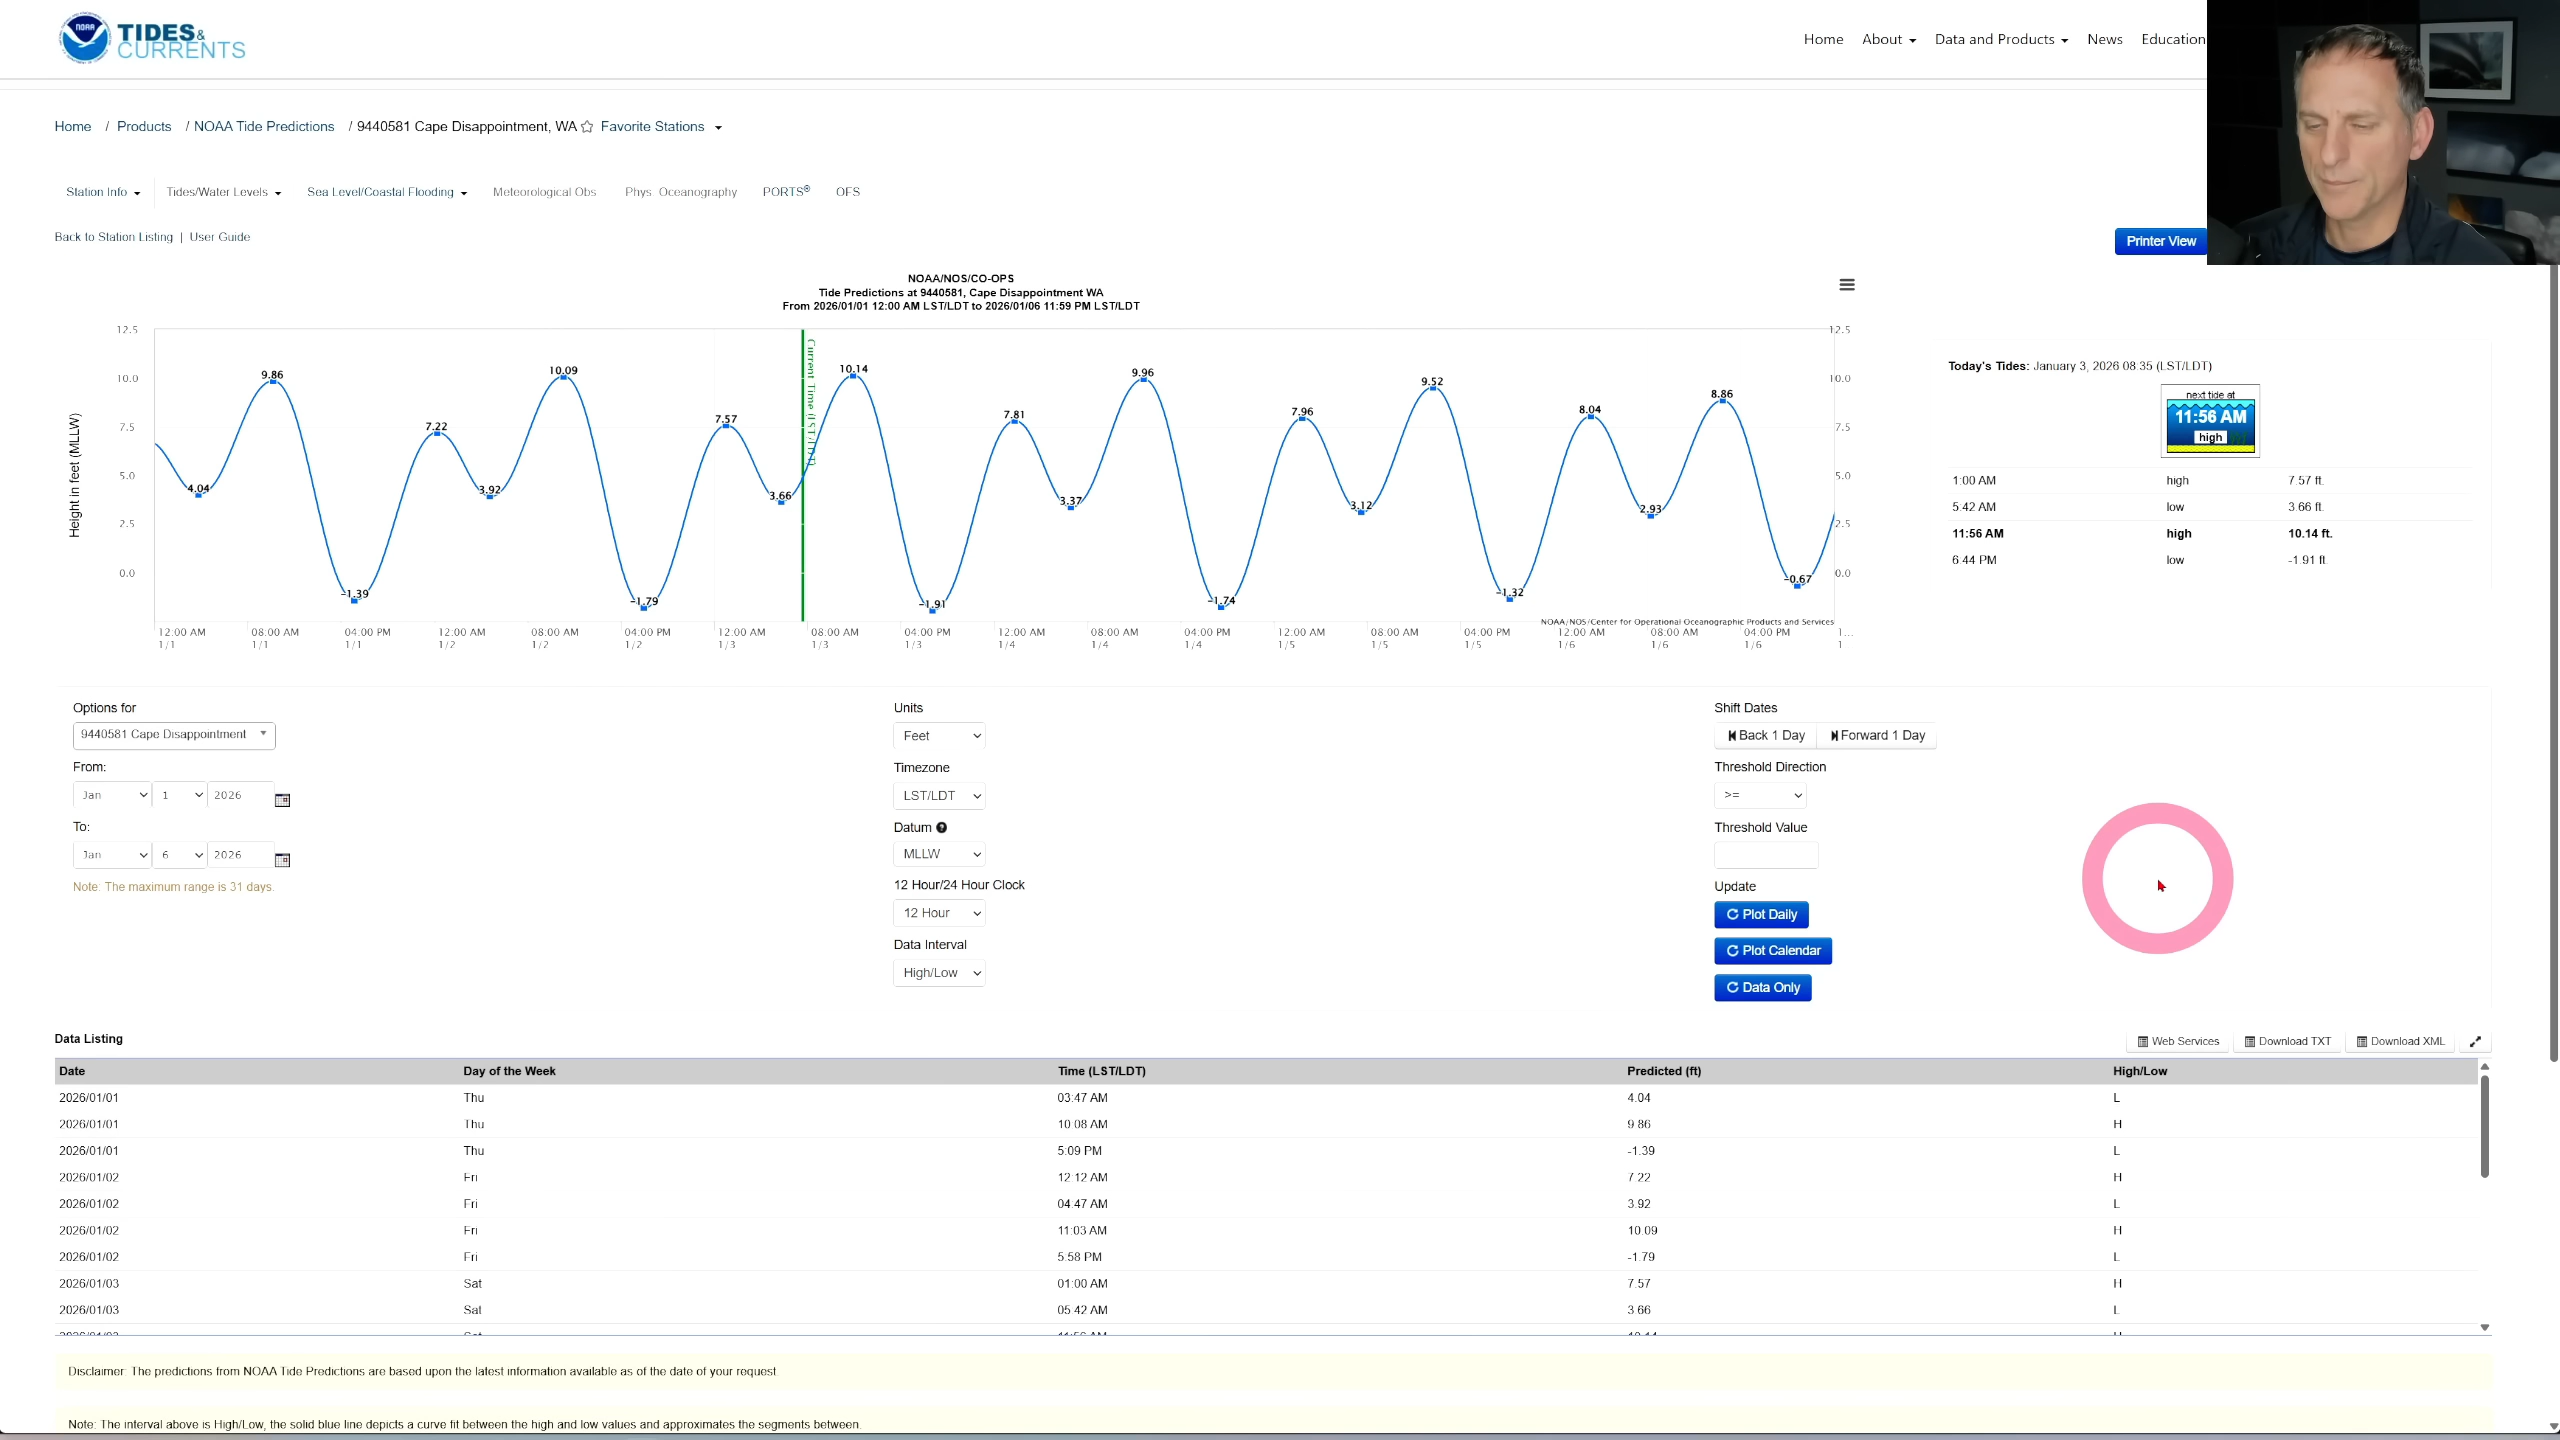 NOAA
TIDES &
CURRENTS
Home About Data and Products News Education
Home / Products / NOAA Tide Predictions / 9440581 Cape Disappointment, WA Favorite Stations
Station Info Tides/Water Levels Sea Level/Coastal Flooding Meteorological Obs Phys. Oceanography PORTS® OFS
Back to Station Listing | User Guide
Printer View
NOAA/NOS/CO-OPS
Tide Predictions at 9440581, Cape Disappointment WA
From 2026/01/01 12:00 AM LST/LDT to 2026/01/06 11:59 PM LST/LDT
Height in feet (MLLW)
12.5
10.0
7.5
5.0
2.5
0.0
4.04 9.86 -1.39 7.22 3.92 10.09 -1.79 7.57 3.66 10.14 -1.91 7.81 3.37 9.96 -1.74 7.96 3.12 9.52 -1.32 8.04 2.93 8.86 -0.67
Current Time (LST/LDT)
12.5
10.0
7.5
5.0
2.5
0.0
NOAA/NOS/Center for Operational Oceanographic Products and Services
12:00 AM 08:00 AM 04:00 PM 12:00 AM 08:00 AM 04:00 PM 12:00 AM 08:00 AM 04:00 PM 12:00 AM 08:00 AM 04:00 PM 12:00 AM 08:00 AM 04:00 PM 12:00 AM 08:00 AM 04:00 PM 1...
1/1 1/1 1/1 1/2 1/2 1/2 1/3 1/3 1/3 1/4 1/4 1/4 1/5 1/5 1/5 1/6 1/6 1/6 1
Today's Tides: January 3, 2026 08:35 (LST/LDT)
next tide at
11:56 AM
high
1:00 AM high 7.57 ft.
5:42 AM low 3.66 ft.
11:56 AM high 10.14 ft.
6:44 PM low -1.91 ft.
Options for
9440581 Cape Disappointment
From:
Jan 1 2026
To:
Jan 6 2026
Note: The maximum range is 31 days.
Units
Feet
Timezone
LST/LDT
Datum
MLLW
12 Hour/24 Hour Clock
12 Hour
Data Interval
High/Low
Shift Dates
Back 1 Day Forward 1 Day
Threshold Direction
>=
Threshold Value
Update
Plot Daily
Plot Calendar
Data Only
Data Listing
Web Services Download TXT Download XML
Date Day of the Week Time (LST/LDT) Predicted (ft) High/Low
2026/01/01 Thu 03:47 AM 4.04 L
2026/01/01 Thu 10:08 AM 9.86 H
2026/01/01 Thu 5:09 PM -1.39 L
2026/01/02 Fri 12:12 AM 7.22 H
2026/01/02 Fri 04:47 AM 3.92 L
2026/01/02 Fri 11:03 AM 10.09 H
2026/01/02 Fri 5:58 PM -1.79 L
2026/01/03 Sat 01:00 AM 7.57 H
2026/01/03 Sat 05:42 AM 3.66 L
Disclaimer: The predictions from NOAA Tide Predictions are based upon the latest information available as of the date of your request.
Note: The interval above is High/Low, the solid blue line depicts a curve fit between the high and low values and approximates the segments between.